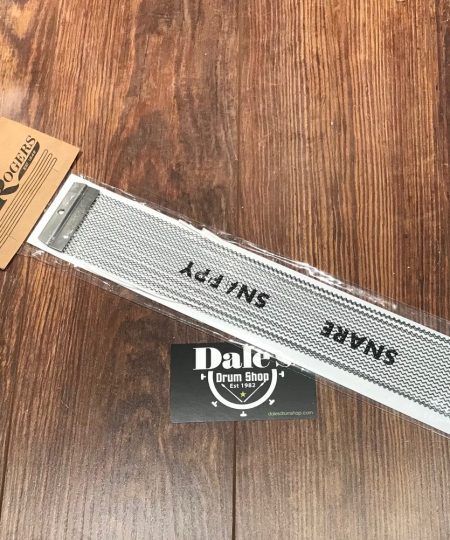 ROGERS
SNAPPY
SNARE
Dale's
Drum Shop
Est 1982
dalesdrumshop.com